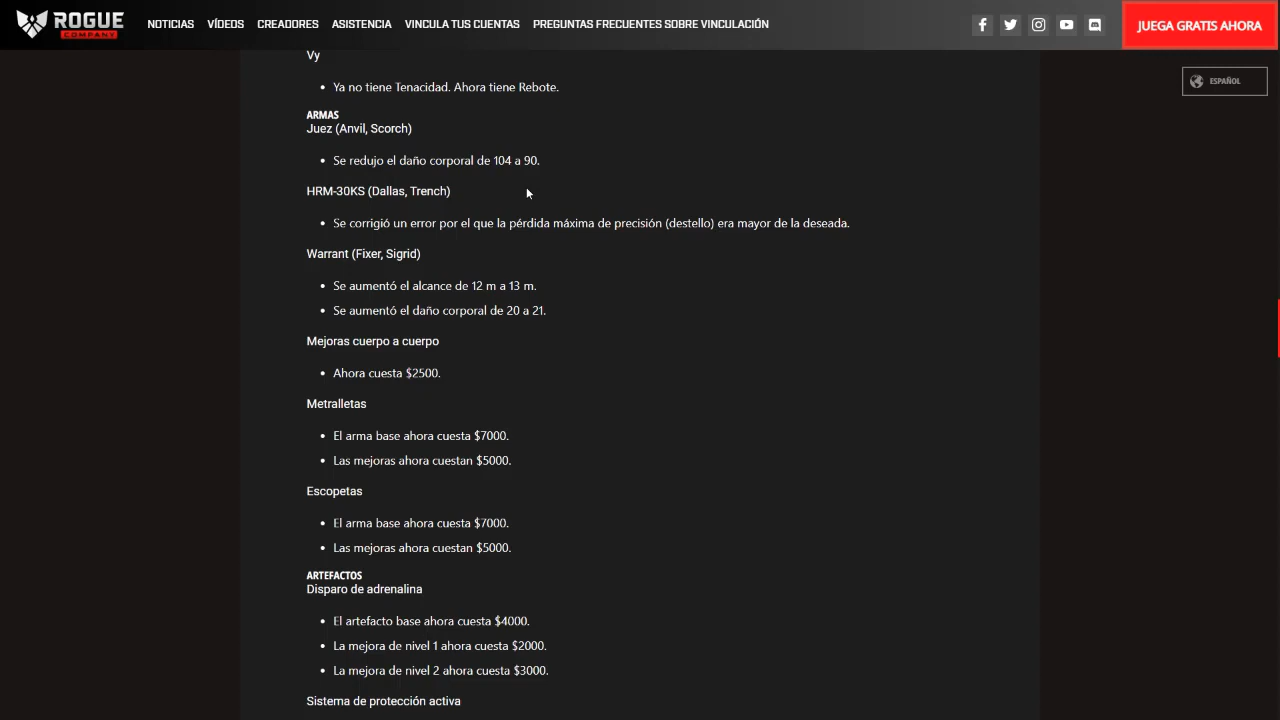 ROGUE
COMPANY
NOTICIAS
VÍDEOS
CREADORES
ASISTENCIA
VINCULA TUS CUENTAS
PREGUNTAS FRECUENTES SOBRE VINCULACIÓN
JUEGA GRATIS AHORA
ESPAÑOL
Vy
Ya no tiene Tenacidad. Ahora tiene Rebote.
ARMAS
Juez (Anvil, Scorch)
Se redujo el daño corporal de 104 a 90.
HRM-30KS (Dallas, Trench)
Se corrigió un error por el que la pérdida máxima de precisión (destello) era mayor de la deseada.
Warrant (Fixer, Sigrid)
Se aumentó el alcance de 12 m a 13 m.
Se aumentó el daño corporal de 20 a 21.
Mejoras cuerpo a cuerpo
Ahora cuesta $2500.
Metralletas
El arma base ahora cuesta $7000.
Las mejoras ahora cuestan $5000.
Escopetas
El arma base ahora cuesta $7000.
Las mejoras ahora cuestan $5000.
ARTEFACTOS
Disparo de adrenalina
El artefacto base ahora cuesta $4000.
La mejora de nivel 1 ahora cuesta $2000.
La mejora de nivel 2 ahora cuesta $3000.
Sistema de protección activa